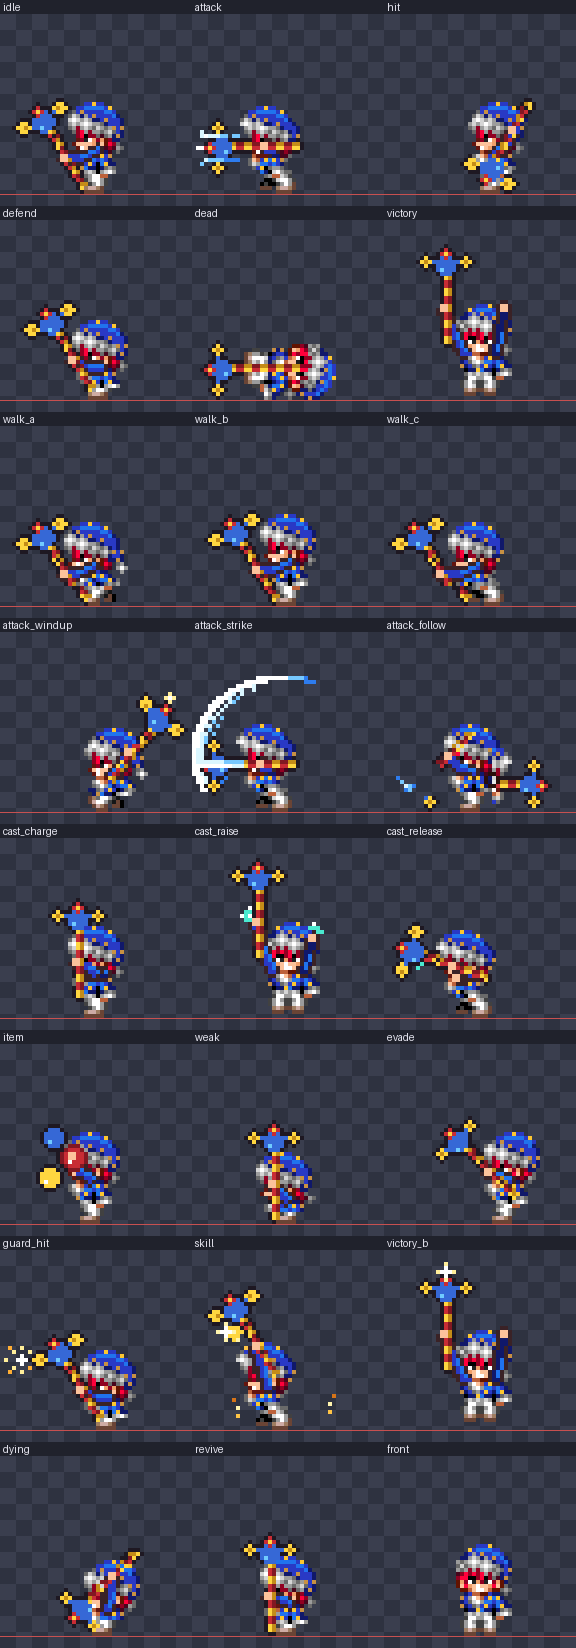 idle attack hit
defend dead victory
walk_a walk_b walk_c
attack_windup attack_strike attack_follow
cast_charge cast_raise cast_release
item weak evade
guard_hit skill victory_b
dying revive front